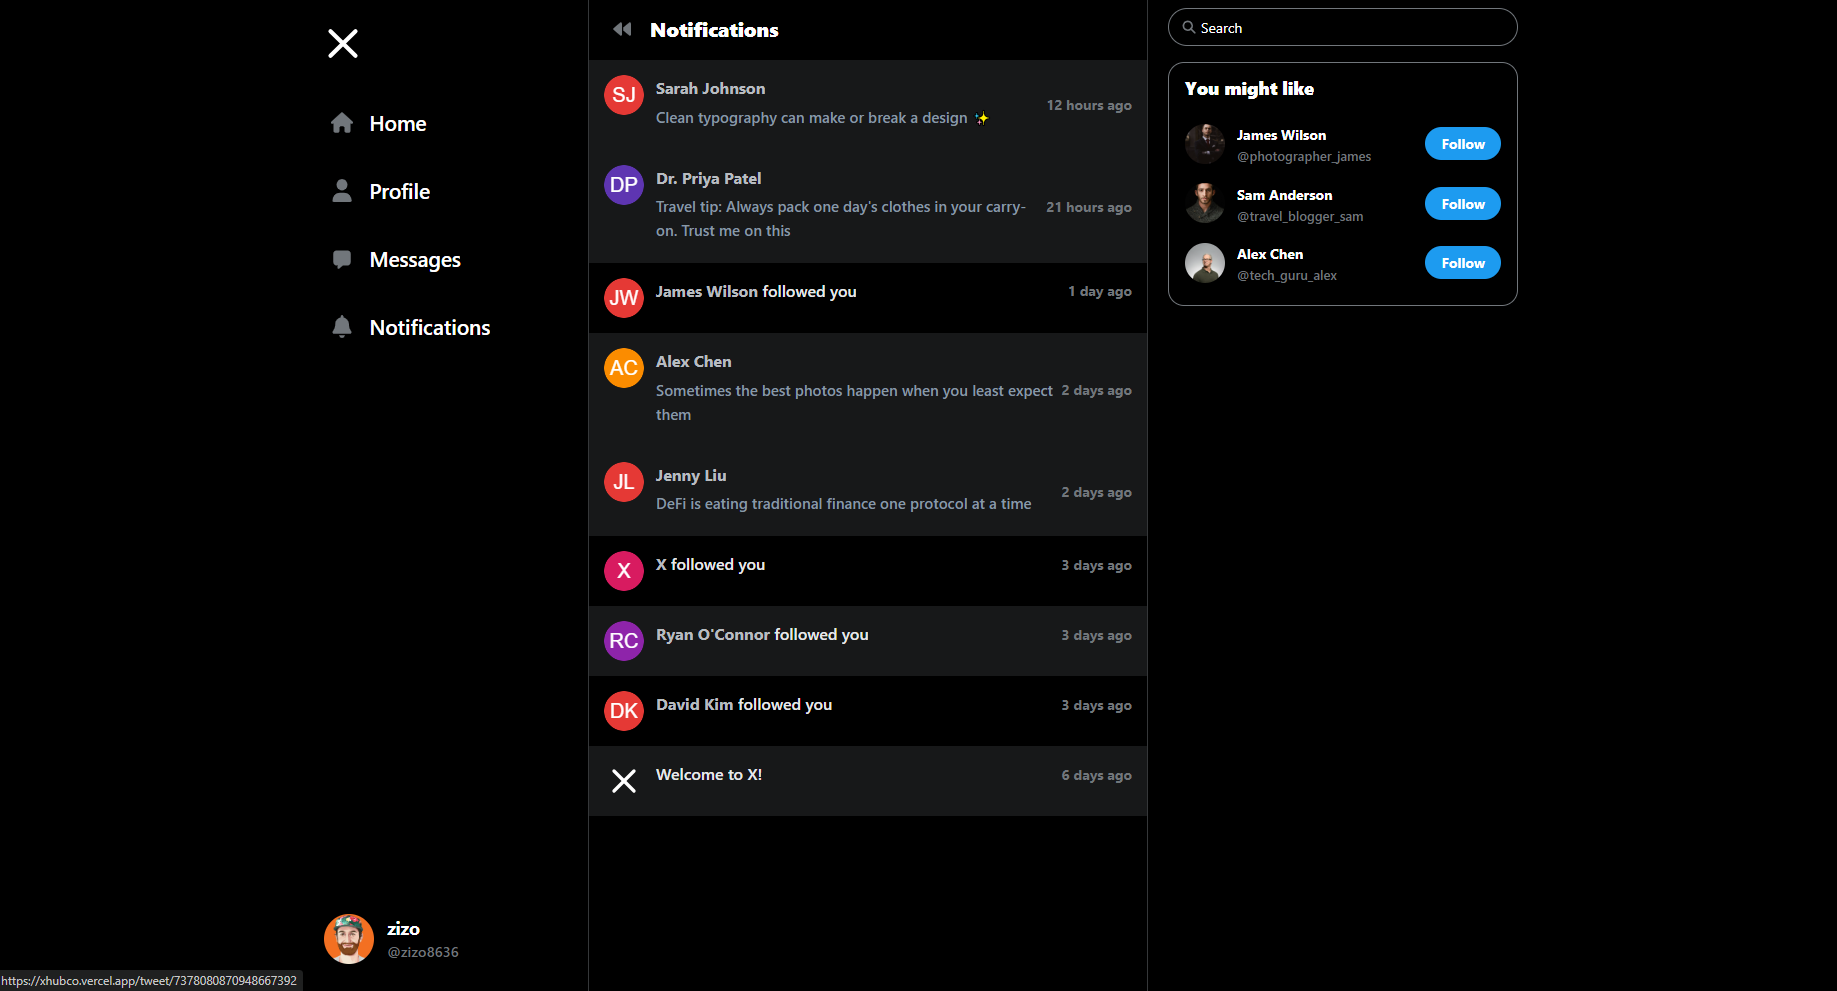 Home
Profile
Messages
Notifications
zizo
@zizo8636
https://xhubco.vercel.app/tweet/7378080870948667392
Notifications
SJ
Sarah Johnson
Clean typography can make or break a design ✨
12 hours ago
DP
Dr. Priya Patel
Travel tip: Always pack one day's clothes in your carry-
on. Trust me on this
21 hours ago
JW
James Wilson followed you
1 day ago
AC
Alex Chen
Sometimes the best photos happen when you least expect
them
2 days ago
JL
Jenny Liu
DeFi is eating traditional finance one protocol at a time
2 days ago
X
X followed you
3 days ago
RC
Ryan O'Connor followed you
3 days ago
DK
David Kim followed you
3 days ago
Welcome to X!
6 days ago
Search
You might like
James Wilson
@photographer_james
Follow
Sam Anderson
@travel_blogger_sam
Follow
Alex Chen
@tech_guru_alex
Follow